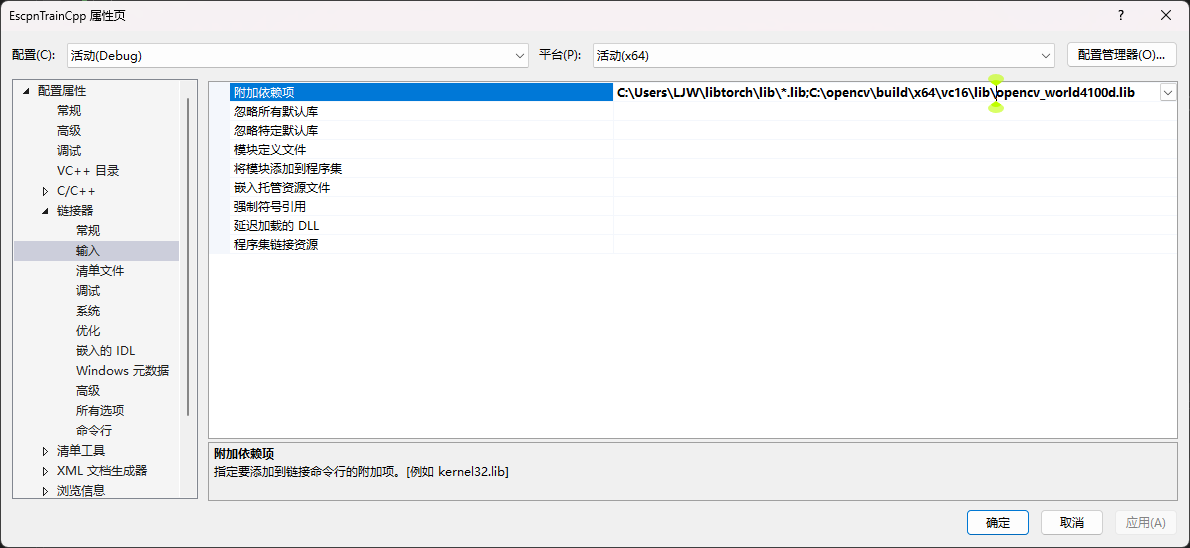 EscpnTrainCpp 属性页
?
配置(C): 活动(Debug) 平台(P): 活动(x64) 配置管理器(O)...
配置属性
常规
高级
调试
VC++ 目录
C/C++
链接器
常规
输入
清单文件
调试
系统
优化
嵌入的 IDL
Windows 元数据
高级
所有选项
命令行
清单工具
XML 文档生成器
浏览信息
附加依赖项 C:\Users\LJW\libtorch\lib\*.lib;C:\opencv\build\x64\vc16\lib\opencv_world4100d.lib
忽略所有默认库
忽略特定默认库
模块定义文件
将模块添加到程序集
嵌入托管资源文件
强制符号引用
延迟加载的 DLL
程序集链接资源
附加依赖项
指定要添加到链接命令行的附加项。[例如 kernel32.lib]
确定 取消 应用(A)